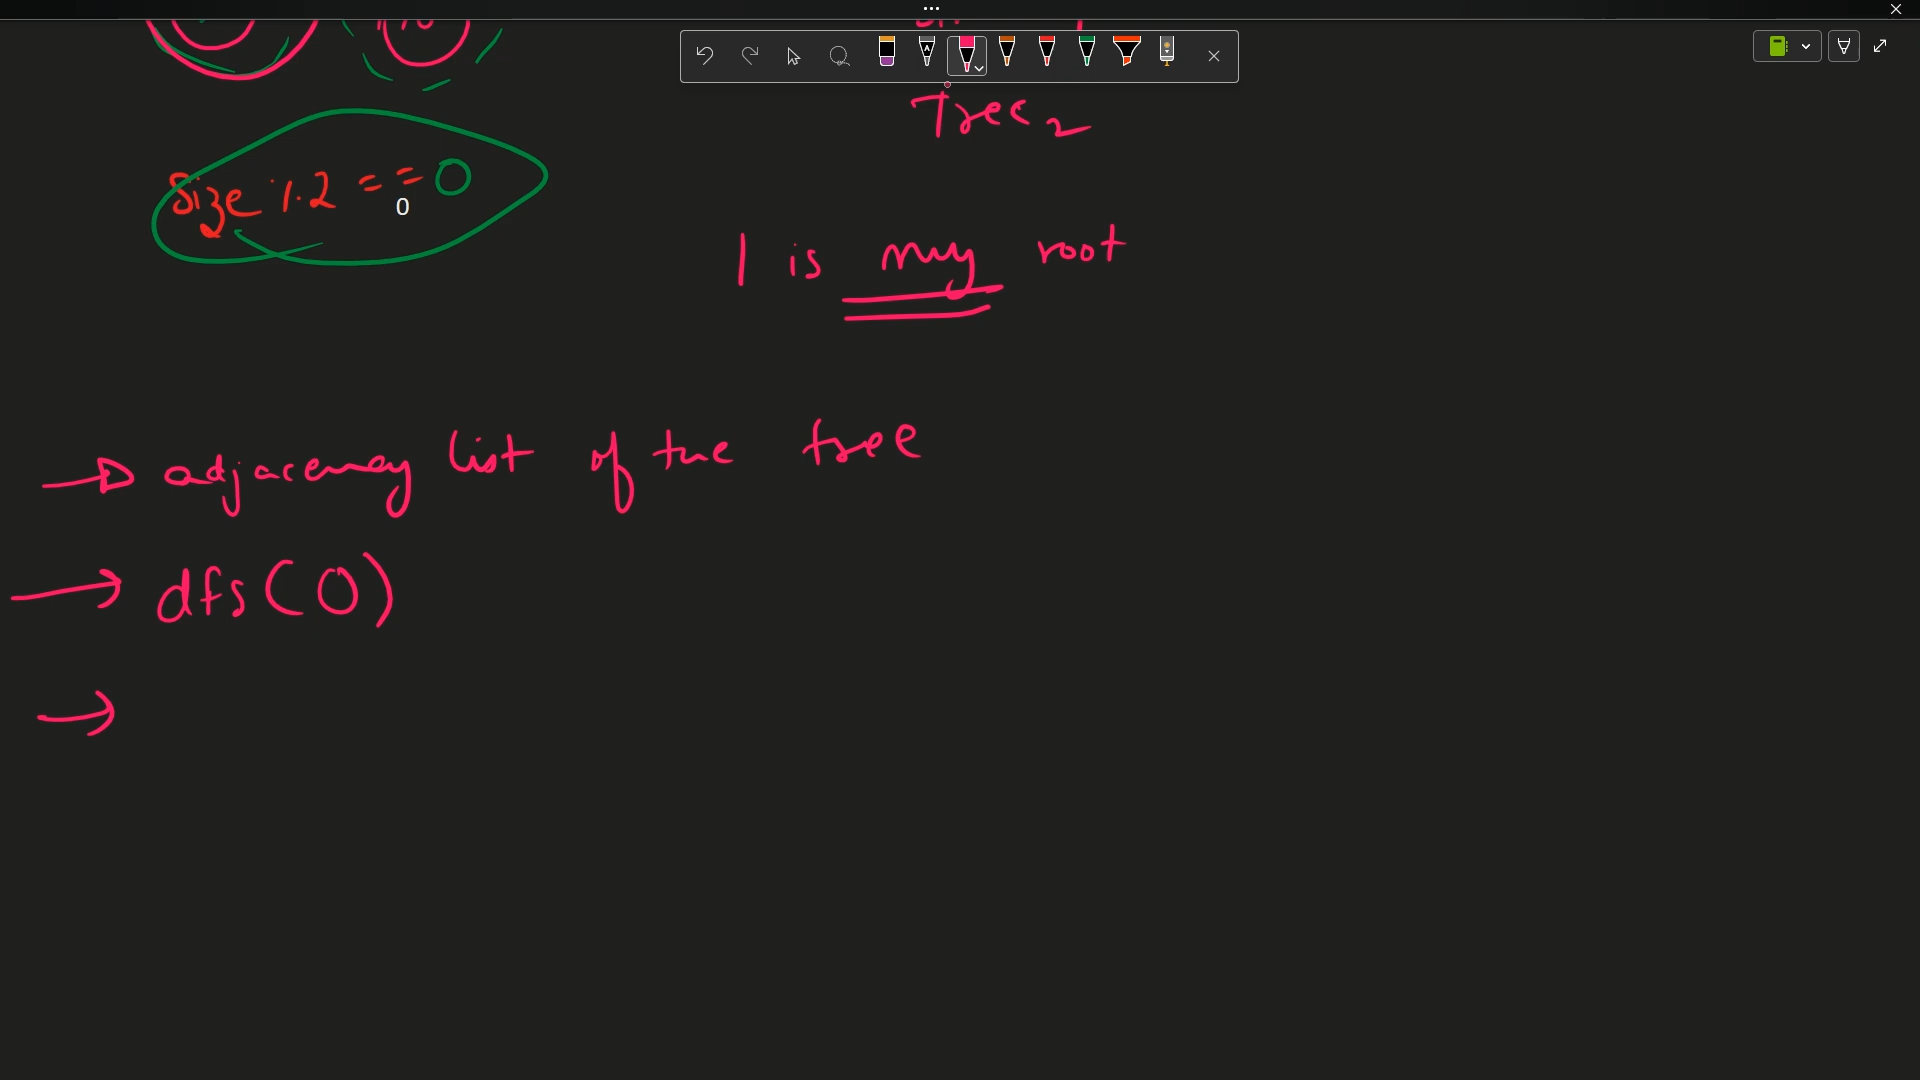 Tree 2
Size % 2 == 0
0
1 is my root
adjacency list of the tree
dfs(0)